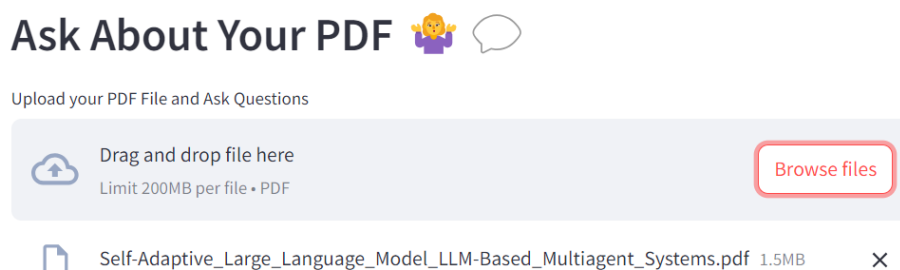 Ask About Your PDF 🤷‍♀️ 💬
Upload your PDF File and Ask Questions
Drag and drop file here
Limit 200MB per file • PDF
Browse files
Self-Adaptive_Large_Language_Model_LLM-Based_Multiagent_Systems.pdf 1.5MB